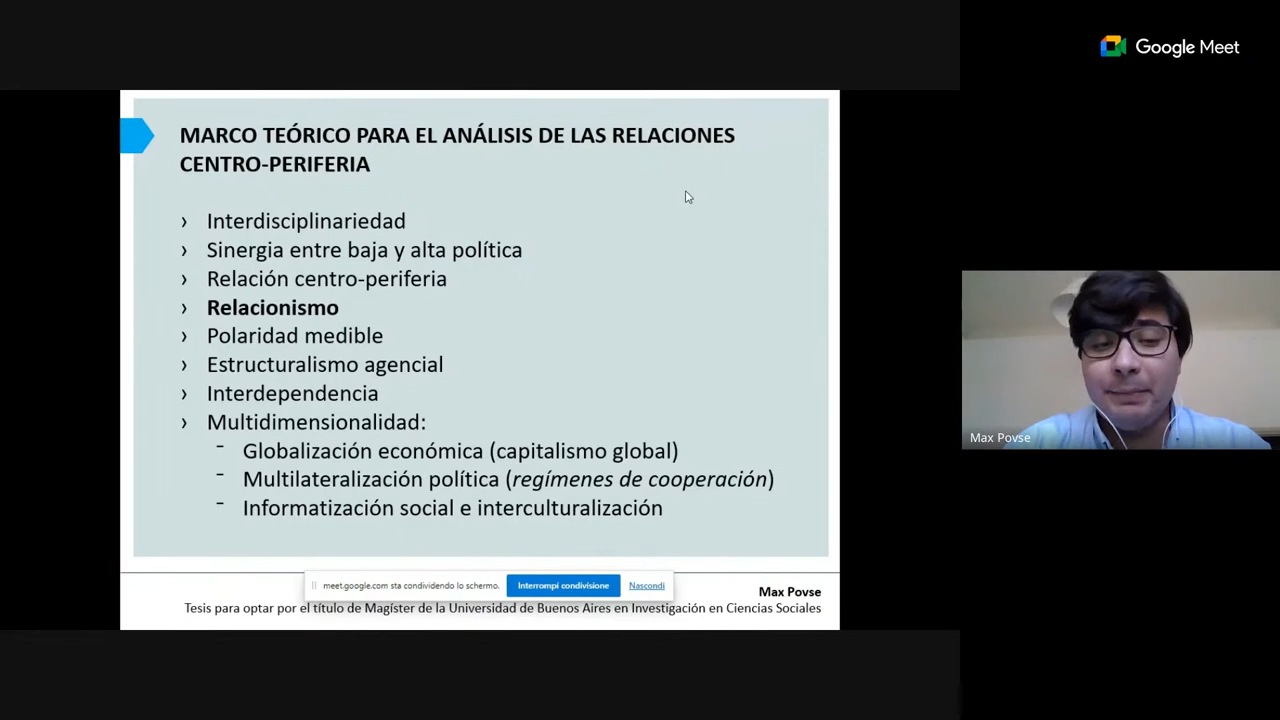 Google Meet
MARCO TEÓRICO PARA EL ANÁLISIS DE LAS RELACIONES
CENTRO-PERIFERIA
› Interdisciplinariedad
› Sinergia entre baja y alta política
› Relación centro-periferia
› Relacionismo
› Polaridad medible
› Estructuralismo agencial
› Interdependencia
› Multidimensionalidad:
- Globalización económica (capitalismo global)
- Multilateralización política (regímenes de cooperación)
- Informatización social e interculturalización
meet.google.com sta condividendo lo schermo. Interrompi condivisione Nascondi
Max Povse
Tesis para optar por el título de Magíster de la Universidad de Buenos Aires en Investigación en Ciencias Sociales
Max Povse